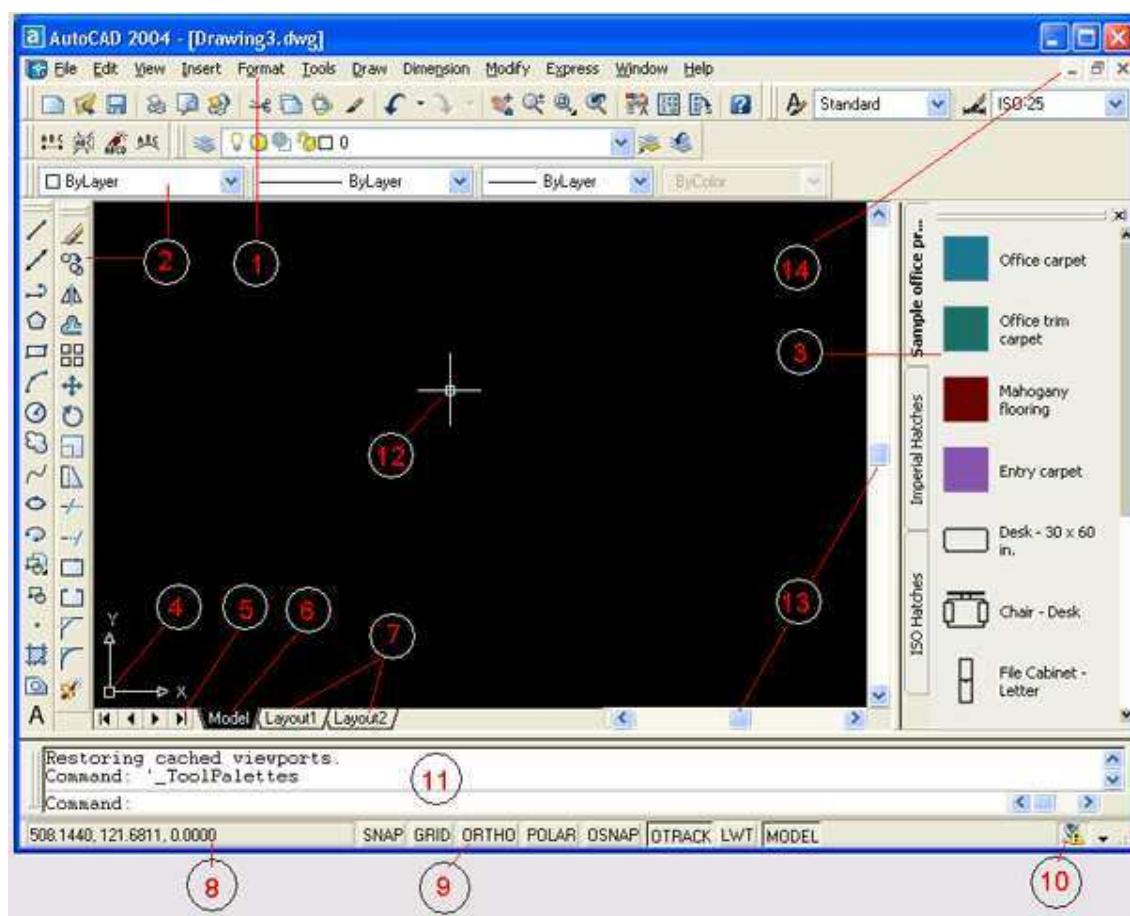 AutoCAD 2004 - [Drawing3.dwg]
File Edit View Insert Format Tools Draw Dimension Modify Express Window Help
Standard ISO-25
0
ByLayer ByLayer ByLayer ByColor
2 1 14
Sample office pr...
Office carpet
3
Office trim
carpet
Mahogany
flooring
12
Imperial Hatches
Entry carpet
Desk - 30 x 60
in.
ISO Hatches
Chair - Desk
4 5 6 7 13
Y
X
File Cabinet -
Letter
A
Model Layout1 Layout2
Restoring cached viewports.
Command: '_ToolPalettes
11
Command:
508.1440, 121.6811, 0.0000 SNAP GRID ORTHO POLAR OSNAP OTRACK LWT MODEL
8 9 10